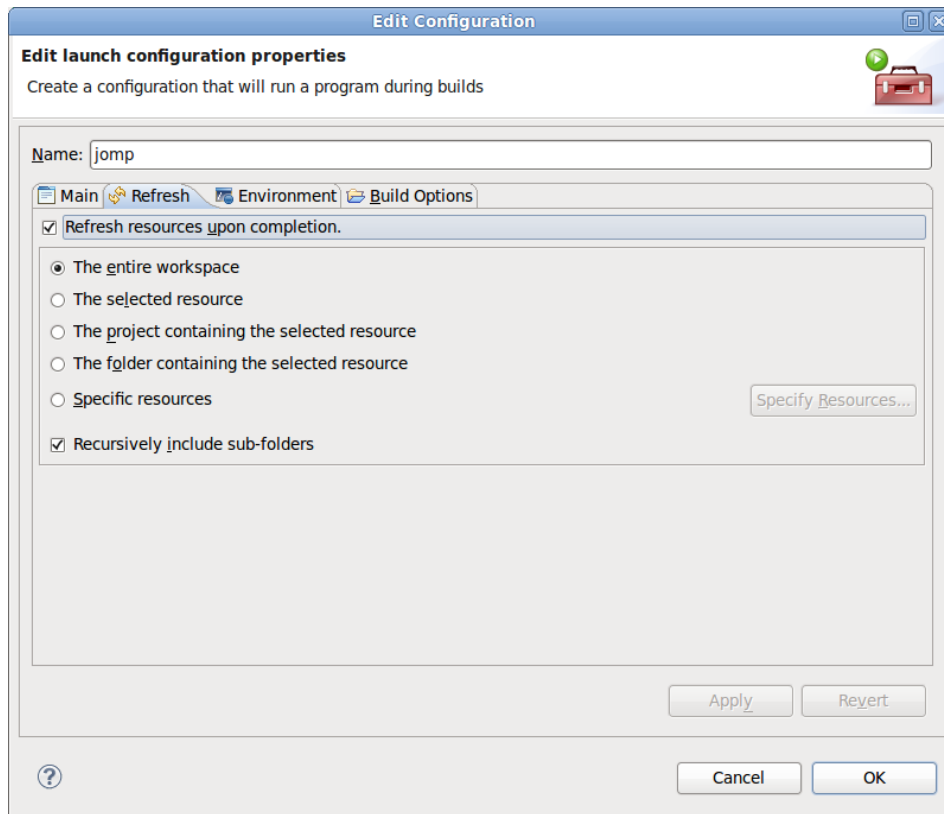 Edit Configuration
Edit launch configuration properties
Create a configuration that will run a program during builds
Name: jomp
Main Refresh Environment Build Options
Refresh resources upon completion.
The entire workspace
The selected resource
The project containing the selected resource
The folder containing the selected resource
Specific resources Specify Resources...
Recursively include sub-folders
Apply Revert
? Cancel OK